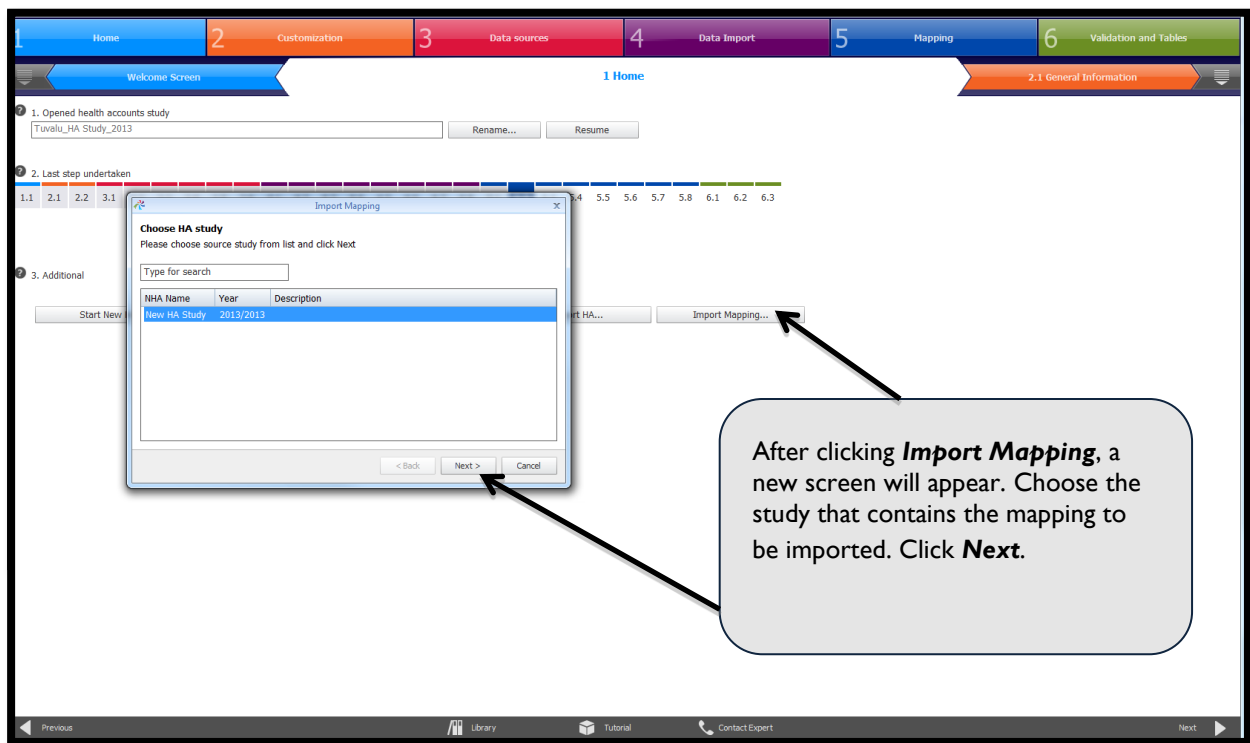 1 Home 2 Customization 3 Data sources 4 Data Import 5 Mapping 6 Validation and Tables
Welcome Screen 1 Home 2.1 General Information
? 1. Opened health accounts study
Tuvalu_HA Study_2013 Rename... Resume
? 2. Last step undertaken
1.1 2.1 2.2 3.1 5.4 5.5 5.6 5.7 5.8 6.1 6.2 6.3
Import Mapping x
Choose HA study
Please choose source study from list and click Next
Type for search
? 3. Additional
NHA Name Year Description
New HA Study 2013/2013
Start New rt HA... Import Mapping...
< Back Next > Cancel
After clicking Import Mapping, a
new screen will appear. Choose the
study that contains the mapping to
be imported. Click Next.
Previous Library Tutorial Contact Expert Next